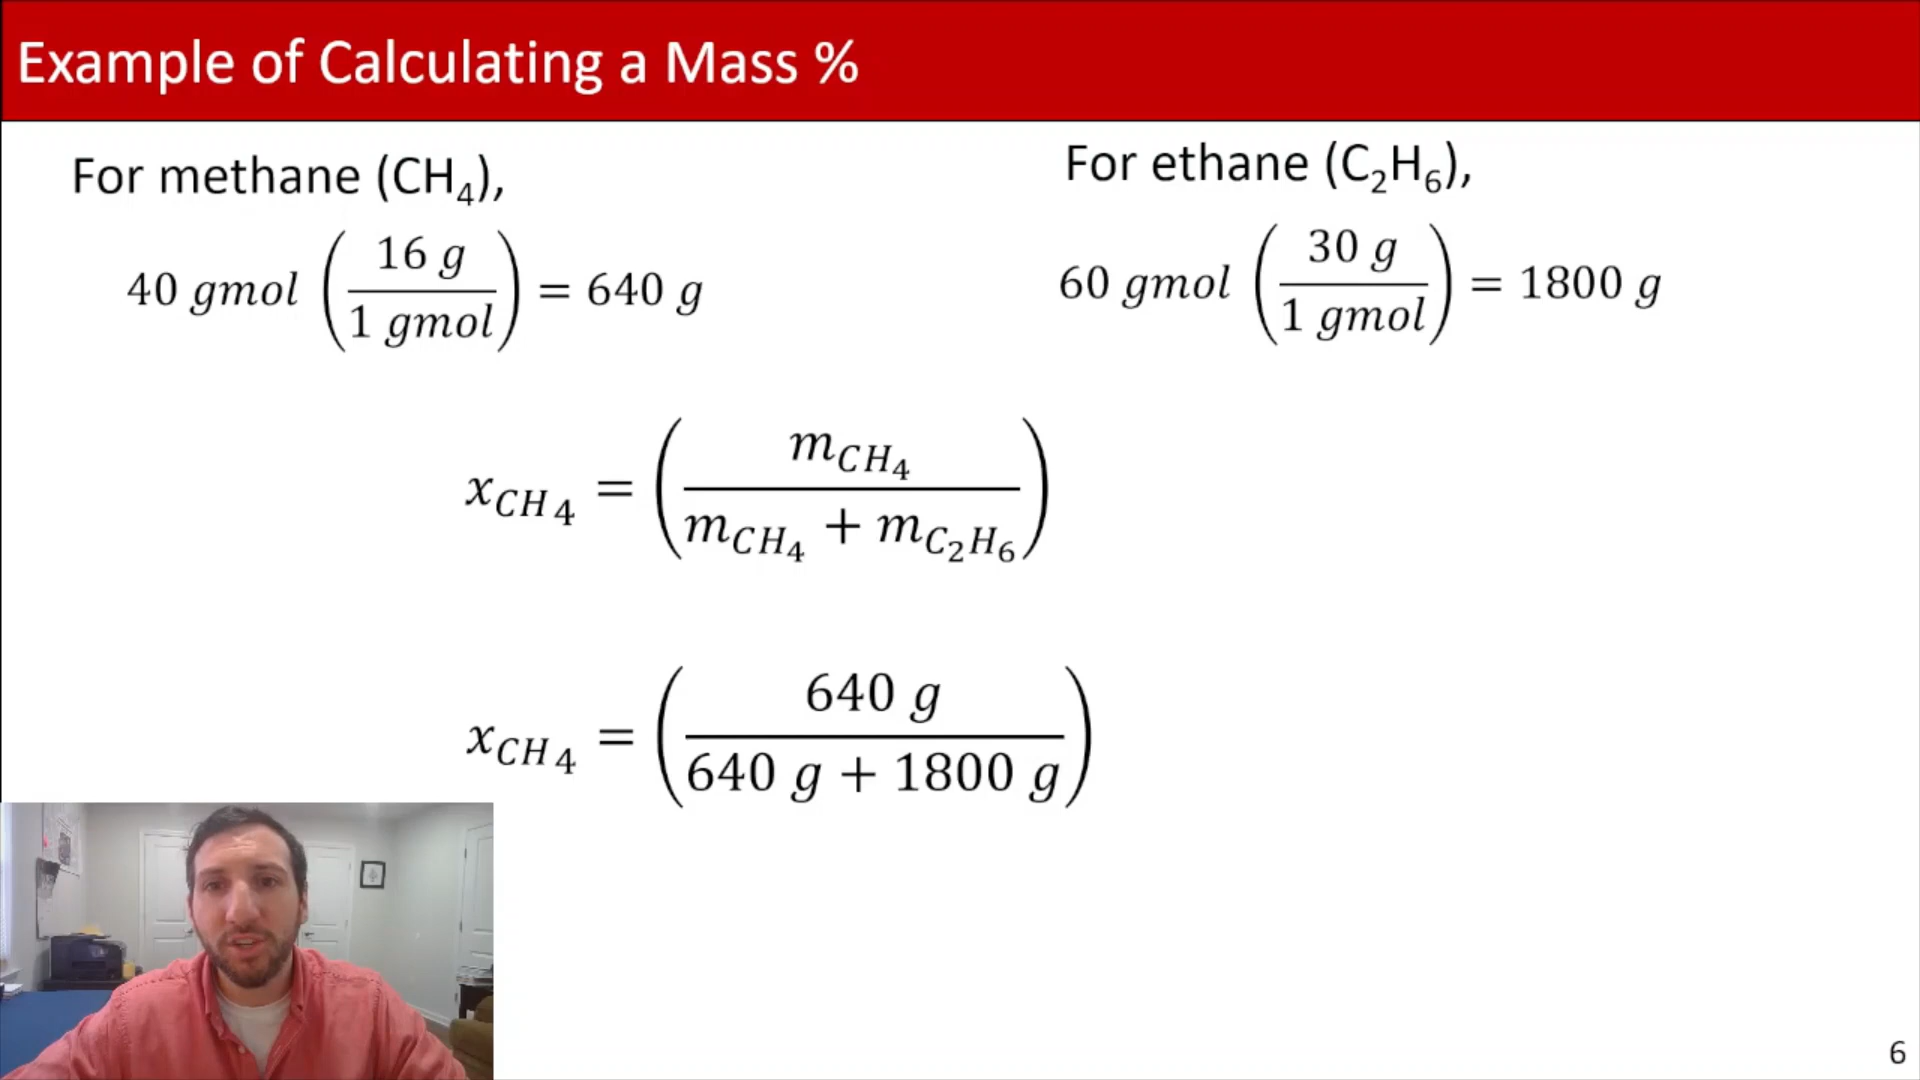 Example of Calculating a Mass %
For methane (CH₄),
40 gmol (16 g / 1 gmol) = 640 g
For ethane (C₂H₆),
60 gmol (30 g / 1 gmol) = 1800 g
x_CH₄ = (m_CH₄ / m_CH₄ + m_C₂H₆)
x_CH₄ = (640 g / 640 g + 1800 g)
6